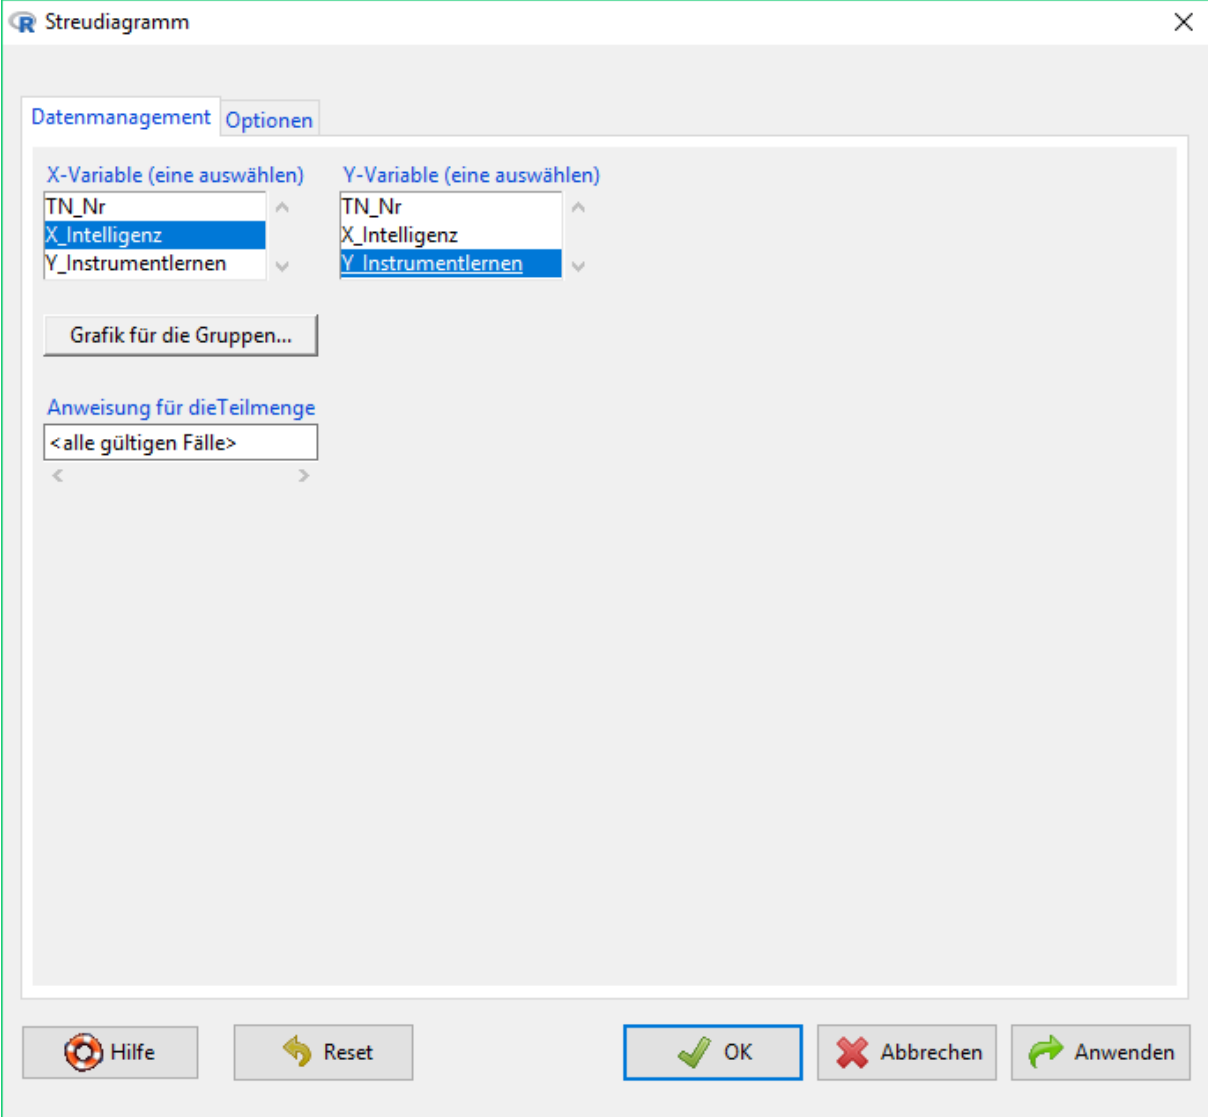 Streudiagramm
Datenmanagement Optionen
X-Variable (eine auswählen) Y-Variable (eine auswählen)
TN_Nr TN_Nr
X_Intelligenz X_Intelligenz
Y_Instrumentlernen Y_Instrumentlernen
Grafik für die Gruppen...
Anweisung für dieTeilmenge
<alle gültigen Fälle>
Hilfe Reset OK Abbrechen Anwenden